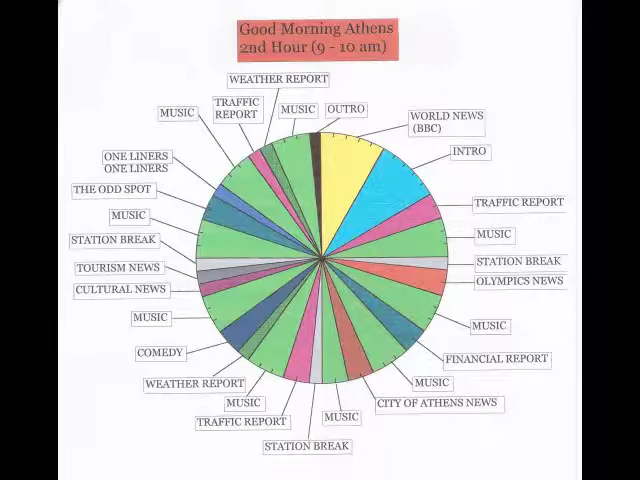 Good Morning Athens
2nd Hour (9 - 10 am)
WEATHER REPORT
TRAFFIC
REPORT
MUSIC
MUSIC
OUTRO
WORLD NEWS
(BBC)
INTRO
TRAFFIC REPORT
MUSIC
STATION BREAK
OLYMPICS NEWS
MUSIC
FINANCIAL REPORT
MUSIC
CITY OF ATHENS NEWS
MUSIC
STATION BREAK
TRAFFIC REPORT
MUSIC
WEATHER REPORT
COMEDY
MUSIC
CULTURAL NEWS
TOURISM NEWS
STATION BREAK
MUSIC
THE ODD SPOT
ONE LINERS
ONE LINERS